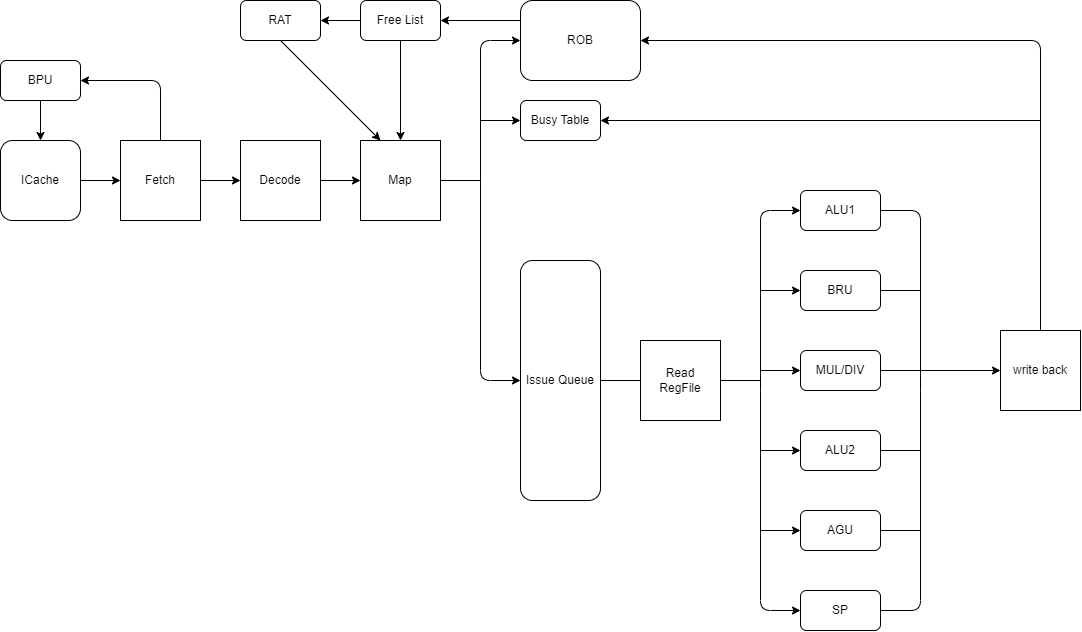 RAT
Free List
ROB
BPU
Busy Table
ICache
Fetch
Decode
Map
ALU1
BRU
Issue Queue
Read
RegFile
MUL/DIV
write back
ALU2
AGU
SP